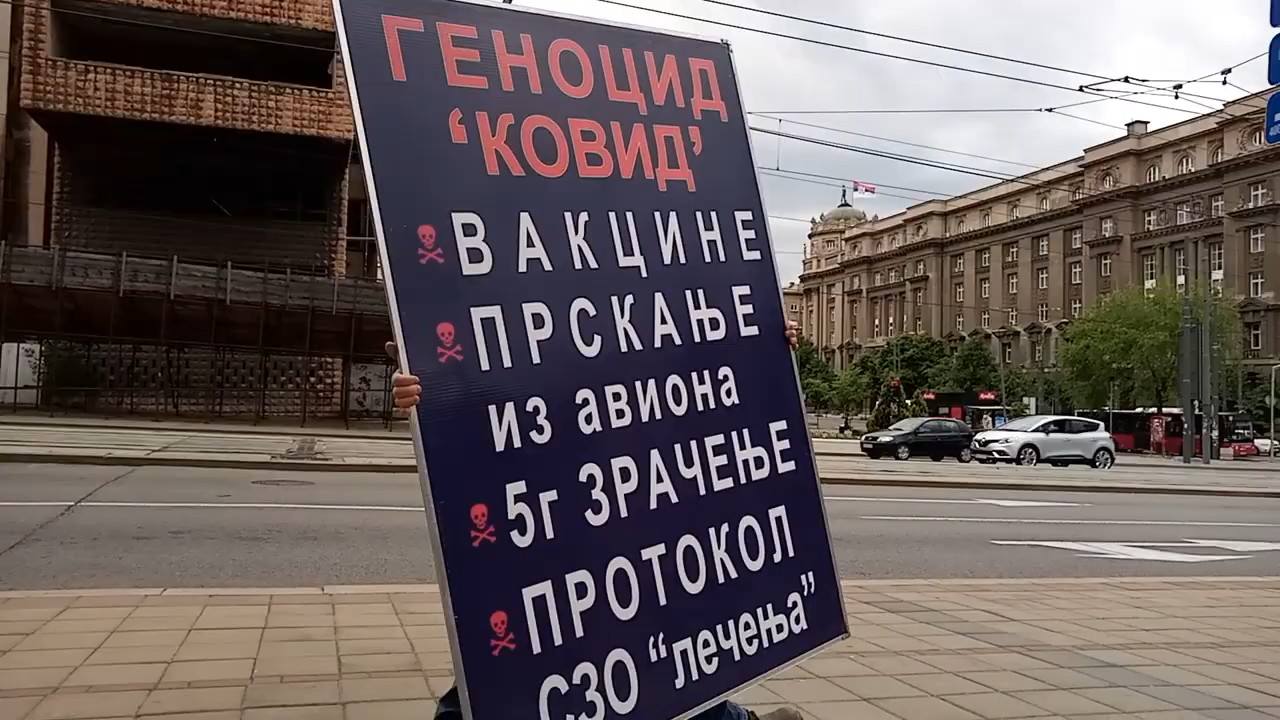 ГЕНОЦИД
‘КОВИД’
ВАКЦИНЕ
ПРСКАЊЕ
из авиона
5г ЗРАЧЕЊЕ
ПРОТОКОЛ
СЗО “лечења”